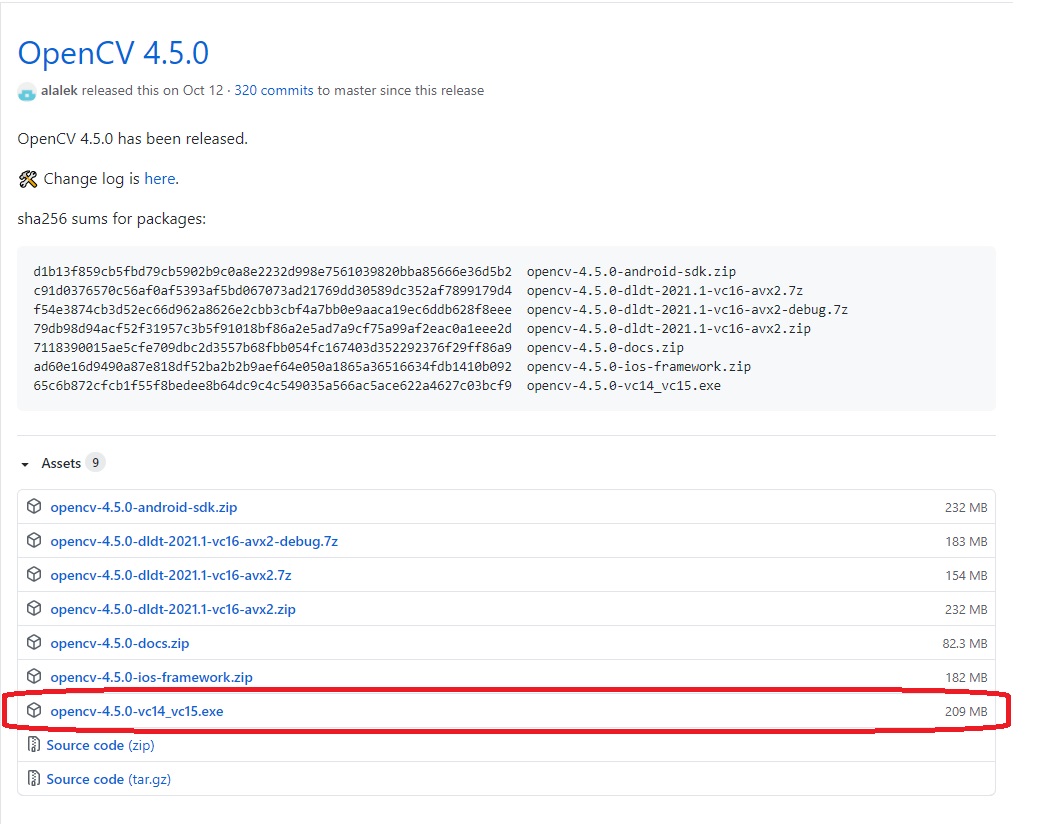 OpenCV 4.5.0
alalek released this on Oct 12 · 320 commits to master since this release
OpenCV 4.5.0 has been released.
Change log is here.
sha256 sums for packages:
d1b13f859cb5fbd79cb5902b9c0a8e2232d998e7561039820bba85666e36d5b2  opencv-4.5.0-android-sdk.zip
c91d0376570c56af0af5393af5bd067073ad21769dd30589dc352af7899179d4  opencv-4.5.0-dldt-2021.1-vc16-avx2.7z
f54e3874cb3d52ec66d962a8626e2cbb3cbf4a7bb0e9aaca19ec6ddb628f8eee  opencv-4.5.0-dldt-2021.1-vc16-avx2-debug.7z
79db98d94acf52f31957c3b5f91018bf86a2e5ad7a9cf75a99af2eac0a1eee2d  opencv-4.5.0-dldt-2021.1-vc16-avx2.zip
7118390015ae5cfe709dbc2d3557b68fbb054fc167403d352292376f29ff86a9  opencv-4.5.0-docs.zip
ad60e16d9490a87e818df52ba2b2b9aef64e050a1865a36516634fdb1410b092  opencv-4.5.0-ios-framework.zip
65c6b872cfcb1f55f8bedee8b64dc9c4c549035a566ac5ace622a4627c03bcf9  opencv-4.5.0-vc14_vc15.exe
Assets 9
opencv-4.5.0-android-sdk.zip 232 MB
opencv-4.5.0-dldt-2021.1-vc16-avx2-debug.7z 183 MB
opencv-4.5.0-dldt-2021.1-vc16-avx2.7z 154 MB
opencv-4.5.0-dldt-2021.1-vc16-avx2.zip 232 MB
opencv-4.5.0-docs.zip 82.3 MB
opencv-4.5.0-ios-framework.zip 182 MB
opencv-4.5.0-vc14_vc15.exe 209 MB
Source code (zip)
Source code (tar.gz)